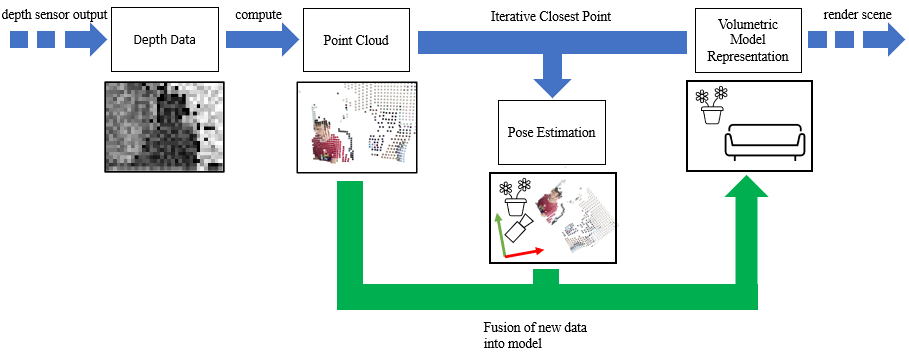 depth sensor output
Depth Data
compute
Point Cloud
Iterative Closest Point
Pose Estimation
Volumetric
Model
Representation
render scene
Fusion of new data
into model